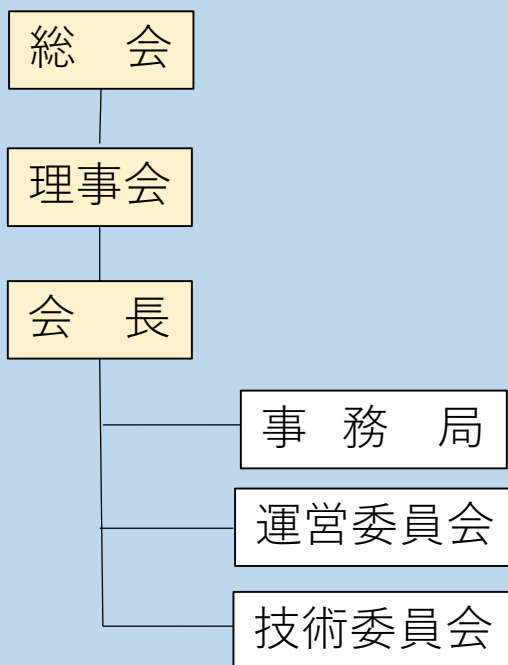 総　会
理事会
会　長
事　務　局
運営委員会
技術委員会